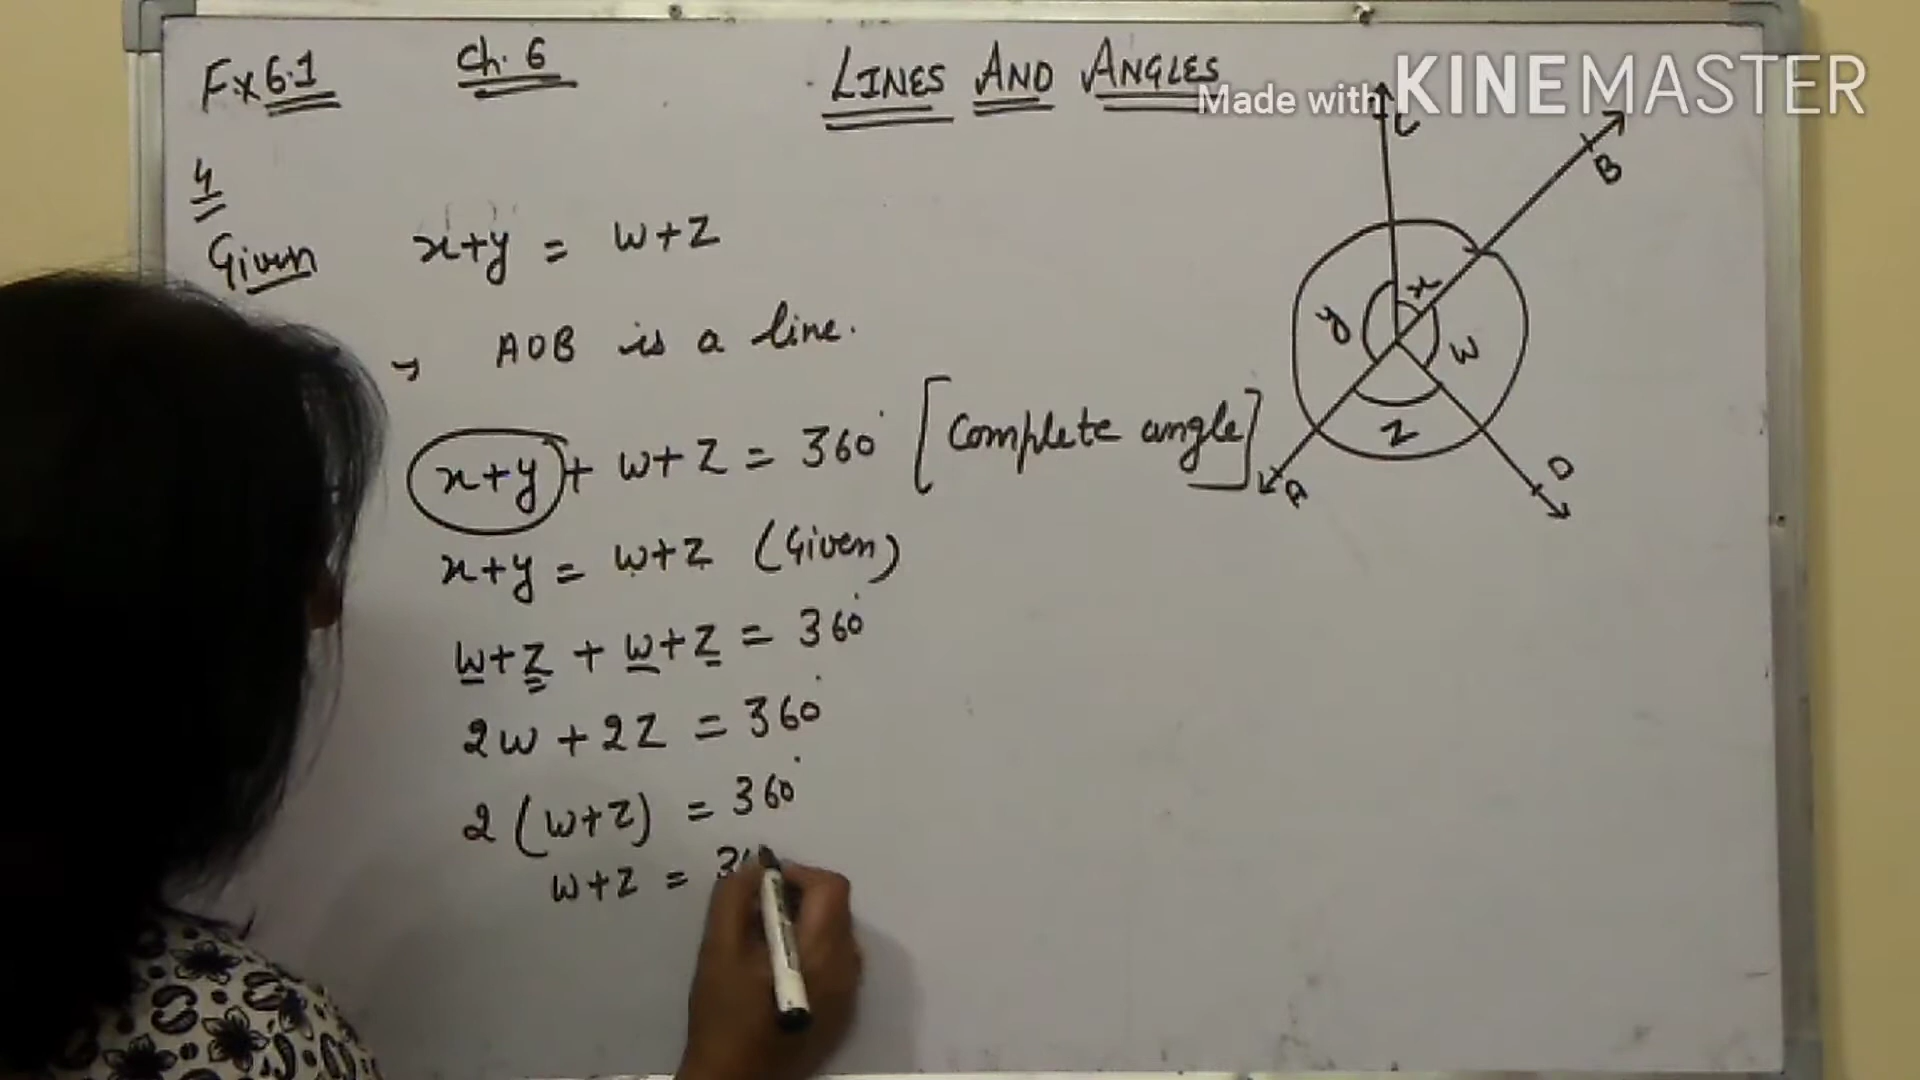 Ex 6.1 Ch. 6 LINES AND ANGLES
Made with KINEMASTER
4
Given x+y = w+z
→ AOB is a line.
x+y + w+z = 360° [Complete angle]
x+y = w+z (Given)
w+z + w+z = 360°
2w + 2z = 360°
2 (w+z) = 360°
w+z = 36
C
B
x
y
w
z
A
D